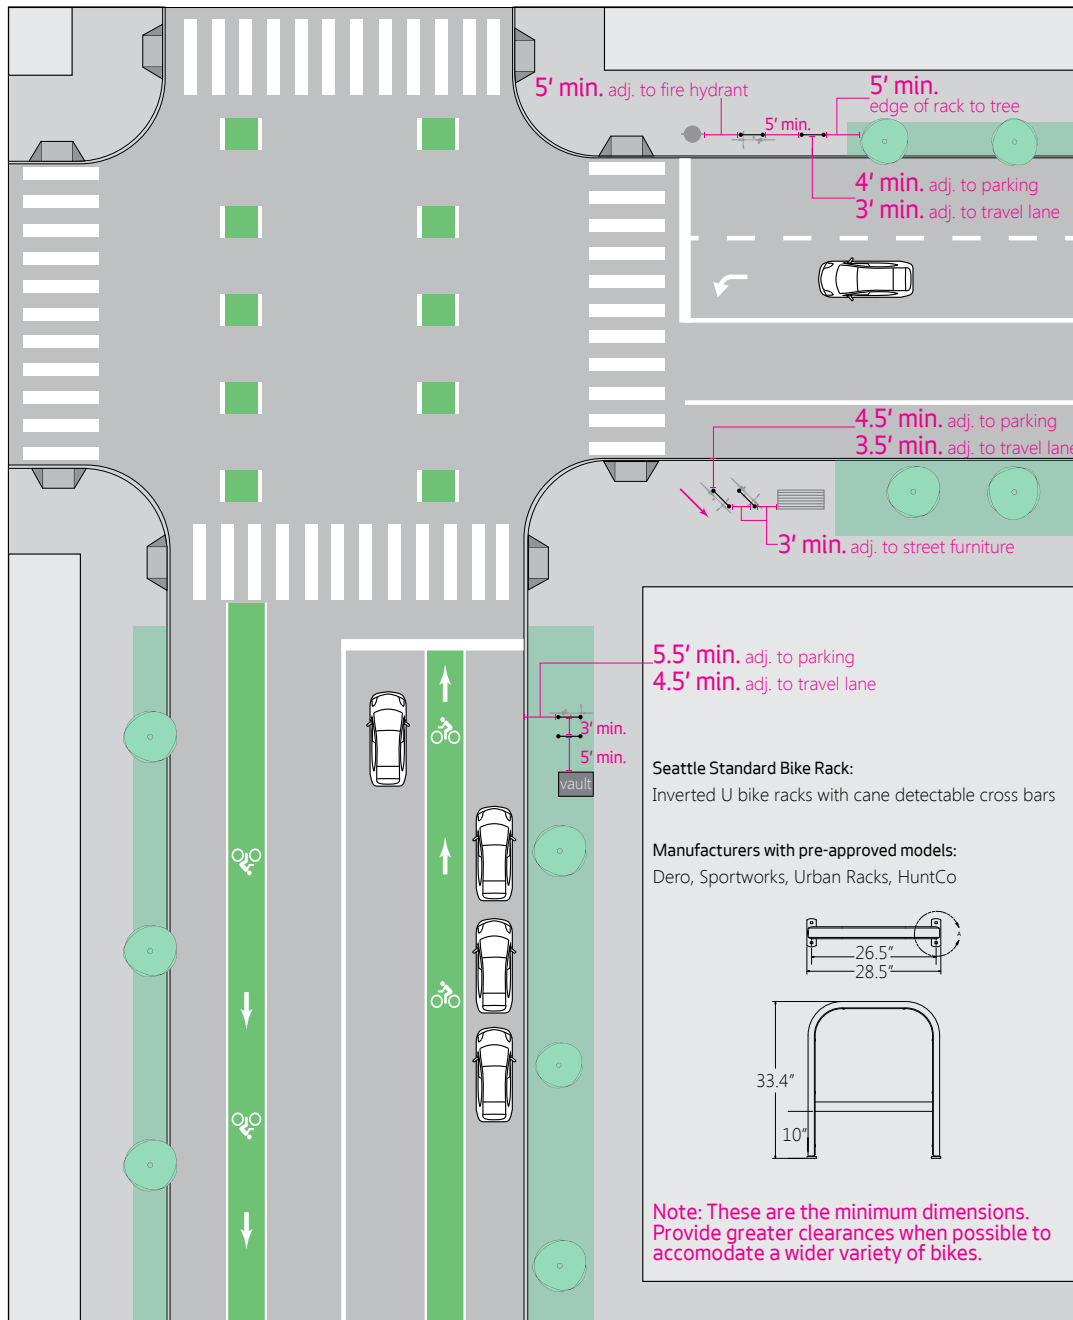 5' min. adj. to fire hydrant
5' min.
edge of rack to tree
5' min.
4' min. adj. to parking
3' min. adj. to travel lane
4.5' min. adj. to parking
3.5' min. adj. to travel lane
3' min. adj. to street furniture
5.5' min. adj. to parking
4.5' min. adj. to travel lane
3' min.
5' min.
vault
Seattle Standard Bike Rack:
Inverted U bike racks with cane detectable cross bars
Manufacturers with pre-approved models:
Dero, Sportworks, Urban Racks, HuntCo
A
26.5"
28.5"
33.4"
10"
Note: These are the minimum dimensions.
Provide greater clearances when possible to
accomodate a wider variety of bikes.